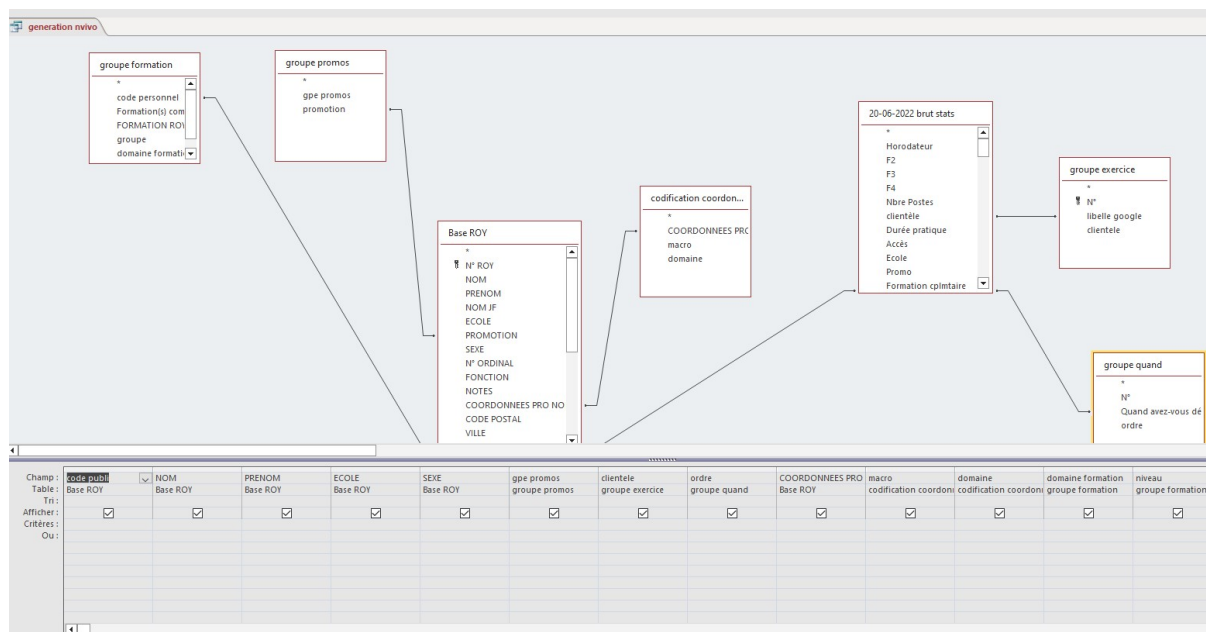 generation nvivo
groupe formation
*
code personnel
Formation(s) com
FORMATION ROY
groupe
domaine formati
groupe promos
*
gpe promos
promotion
Base ROY
*
N° ROY
NOM
PRENOM
NOM JF
ECOLE
PROMOTION
SEXE
N° ORDINAL
FONCTION
NOTES
COORDONNEES PRO NO
CODE POSTAL
VILLE
codification coordon...
*
COORDONNEES PRO
macro
domaine
20-06-2022 brut stats
*
Horodateur
F2
F3
F4
Nbre Postes
clientèle
Durée pratique
Accès
Ecole
Promo
Formation cplmtaire
groupe exercice
*
N°
libelle google
clientele
groupe quand
*
N°
Quand avez-vous dé
ordre
Champ : code publi NOM PRENOM ECOLE SEXE gpe promos clientele ordre COORDONNEES PRO macro domaine domaine formation niveau
Table : Base ROY Base ROY Base ROY Base ROY Base ROY groupe promos groupe exercice groupe quand Base ROY codification coordon codification coordon groupe formation groupe formation
Tri :
Afficher :
Critères :
Ou :